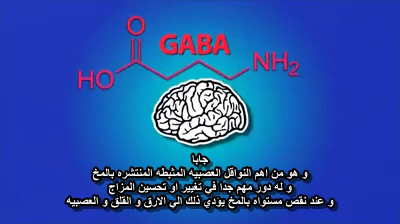 O
GABA
HO
NH2
جابا
و هو من اهم النواقل العصبيه المثبطه المنتشره بالمخ
و له دور مهم جدا في تغيير او تحسين المزاج
و عند نقص مستواه بالمخ يؤدي ذلك الي الارق و القلق و العصبيه